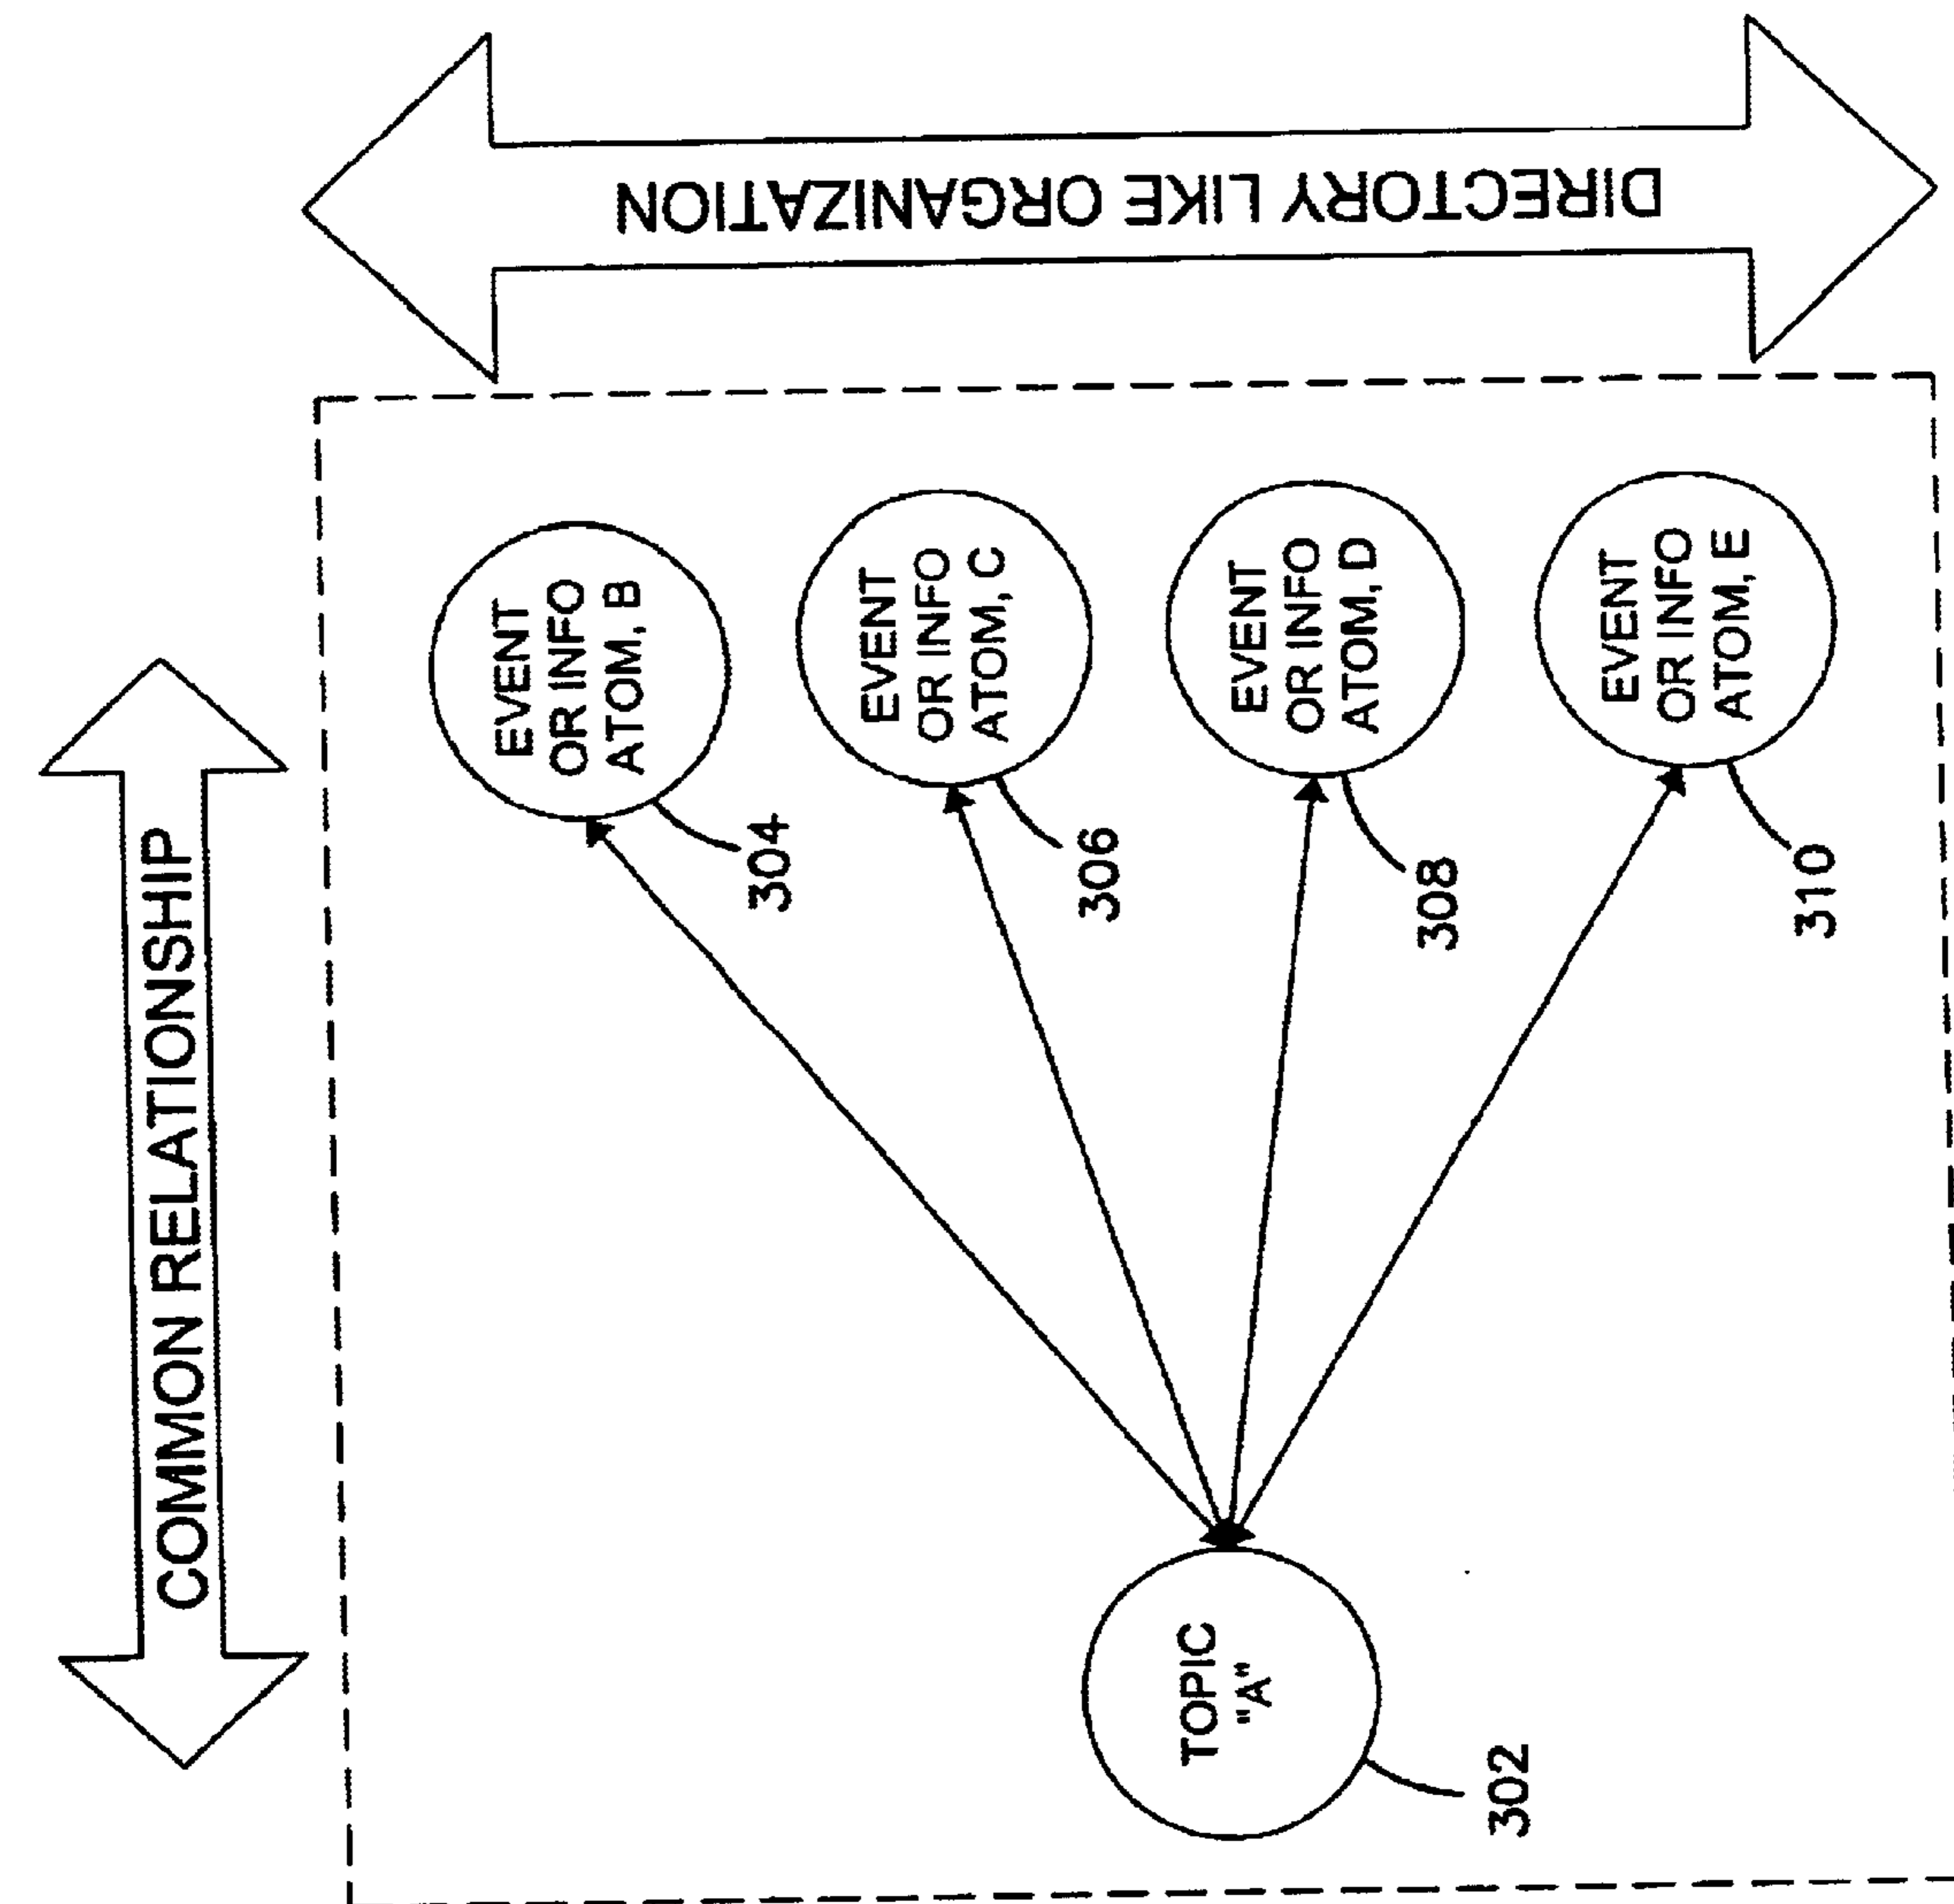 COMMON RELATIONSHIP
DIRECTORY LIKE ORGANIZATION
EVENT
OR INFO
ATOM, B
304
EVENT
OR INFO
ATOM, C
306
EVENT
OR INFO
ATOM, D
308
EVENT
OR INFO
ATOM, E
310
TOPIC
"A"
302